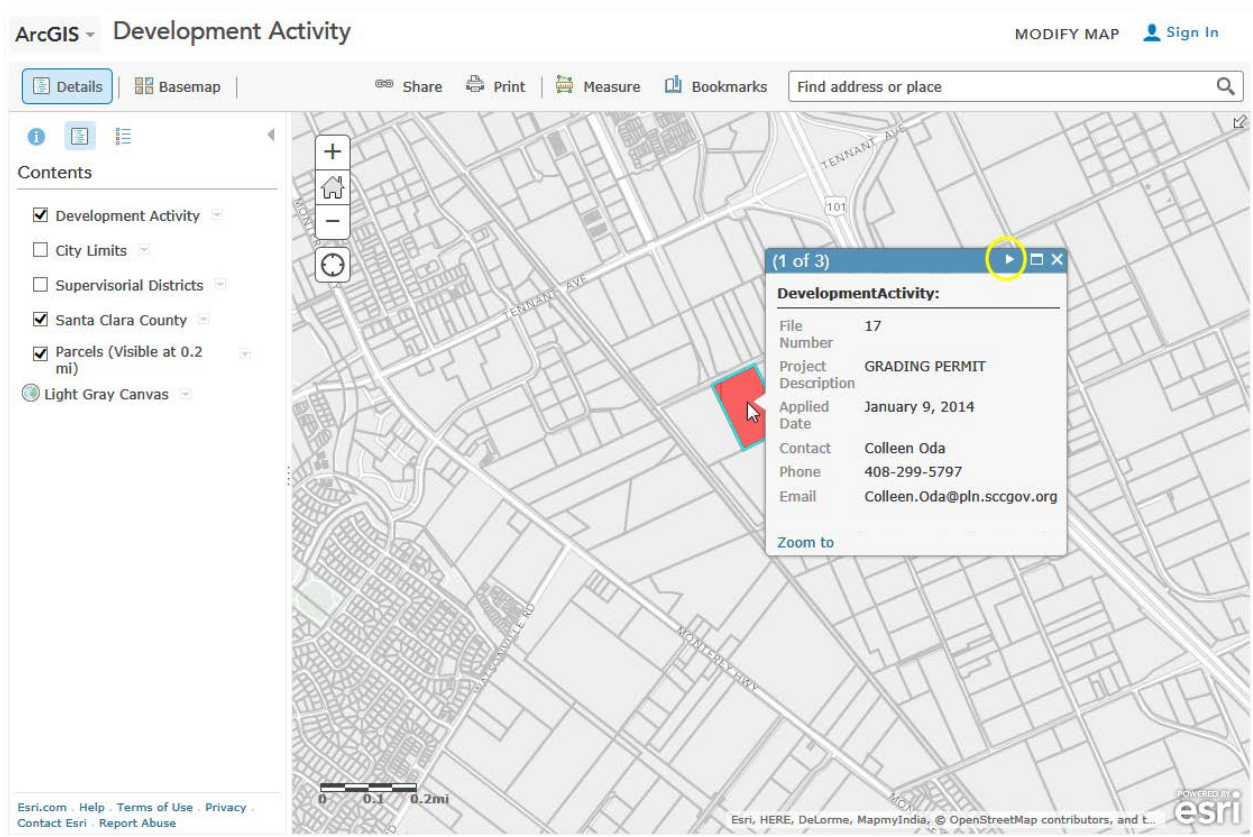 ArcGIS
Development Activity
MODIFY MAP
Sign In
Details
Basemap
Share
Print
Measure
Bookmarks
Find address or place
Contents
Development Activity
City Limits
Supervisorial Districts
Santa Clara County
Parcels (Visible at 0.2
mi)
Light Gray Canvas
Esri.com . Help . Terms of Use . Privacy .
Contact Esri . Report Abuse
+
−
TENNANT AVE
101
TENNANT AVE
WATSONVILLE RD
MONTEREY HWY
(1 of 3)
DevelopmentActivity:
File
Number
17
Project
Description
GRADING PERMIT
Applied
Date
January 9, 2014
Contact
Colleen Oda
Phone
408-299-5797
Email
Colleen.Oda@pln.sccgov.org
Zoom to
0 0.1 0.2mi
Esri, HERE, DeLorme, MapmyIndia, © OpenStreetMap contributors, and t...
POWERED BY
esri